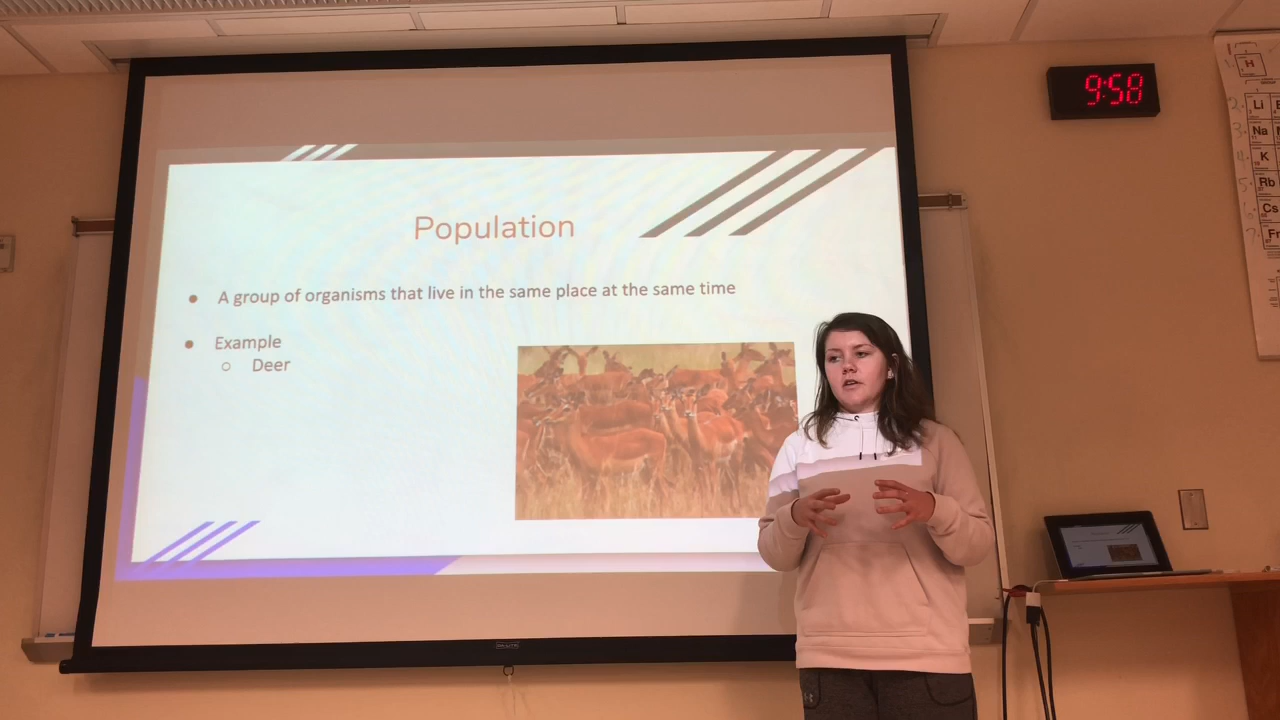 9:58
Population
A group of organisms that live in the same place at the same time
Example
Deer
H
Li
Na
K
Rb
Cs
Fr